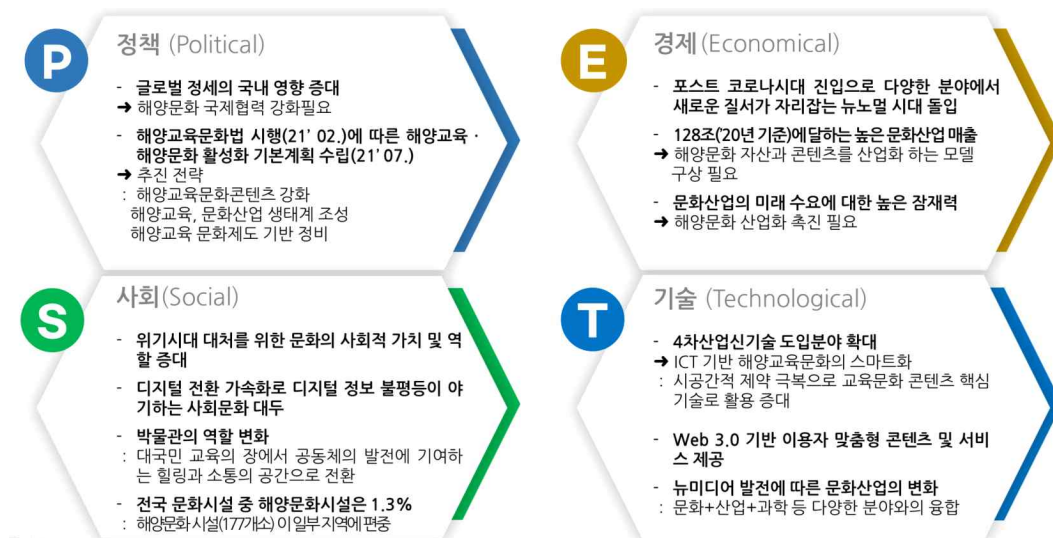 P
정책 (Political)
- 글로벌 정세의 국내 영향 증대
➜ 해양문화 국제협력 강화필요
- 해양교육문화법 시행(21' 02.)에 따른 해양교육·
해양문화 활성화 기본계획 수립(21' 07.)
➜ 추진 전략
: 해양교육문화콘텐츠 강화
해양교육, 문화산업 생태계 조성
해양교육 문화제도 기반 정비
E
경제(Economical)
- 포스트 코로나시대 진입으로 다양한 분야에서
새로운 질서가 자리잡는 뉴노멀 시대 돌입
- 128조('20년 기준)에달하는 높은 문화산업 매출
➜ 해양문화 자산과 콘텐츠를 산업화 하는 모델
구상 필요
- 문화산업의 미래 수요에 대한 높은 잠재력
➜ 해양문화 산업화 촉진 필요
S
사회(Social)
- 위기시대 대처를 위한 문화의 사회적 가치 및 역
할 증대
- 디지털 전환 가속화로 디지털 정보 불평등이 야
기하는 사회문화 대두
- 박물관의 역할 변화
: 대국민 교육의 장에서 공동체의 발전에 기여하
는 힐링과 소통의 공간으로 전환
- 전국 문화시설 중 해양문화시설은 1.3%
: 해양문화시설(177개소) 이 일부 지역에 편중
T
기술 (Technological)
- 4차산업신기술 도입분야 확대
➜ ICT 기반 해양교육문화의 스마트화
: 시공간적 제약 극복으로 교육문화 콘텐츠 핵심
기술로 활용 증대
- Web 3.0 기반 이용자 맞춤형 콘텐츠 및 서비
스 제공
- 뉴미디어 발전에 따른 문화산업의 변화
: 문화+산업+과학 등 다양한 분야와의 융합